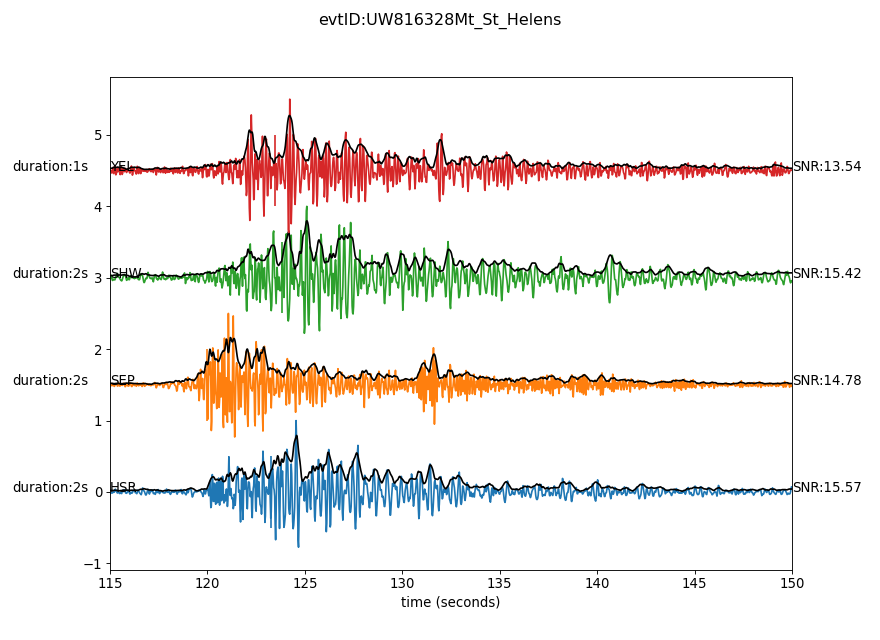 evtID:UW816328Mt_St_Helens
5
duration:1s YEL SNR:13.54
4
duration:2s SHW SNR:15.42
3
2
duration:2s SEP SNR:14.78
1
duration:2s HSR SNR:15.57
0
−1
115 120 125 130 135 140 145 150
time (seconds)